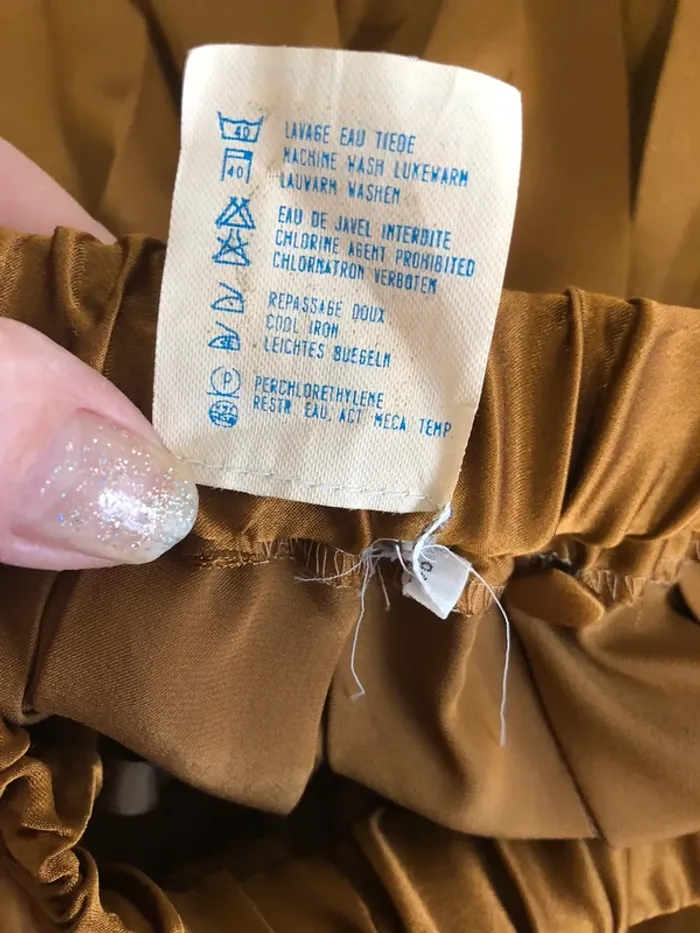 40 LAVAGE EAU TIEDE
40 MACHINE WASH LUKEWARM
LAUWARM WASHEN
EAU DE JAVEL INTERDITE
CHLORINE AGENT PROHIBITED
CHLORNATRON VERBOTEN
REPASSAGE DOUX
COOL IRON
LEICHTES BUEGELN
P PERCHLORETHYLENE
RESTR EAU, ACT MECA TEMP.